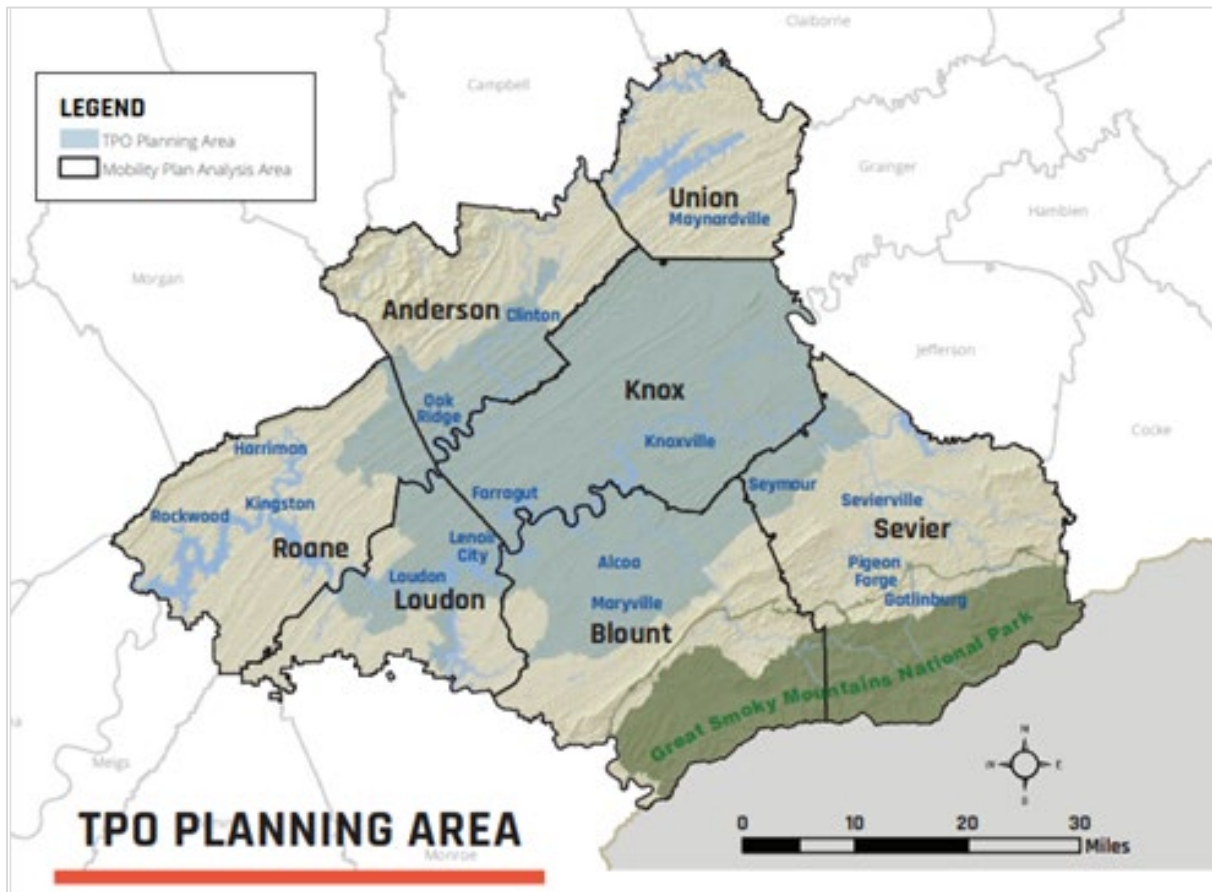 Claiborne
Campbell
LEGEND
TPO Planning Area
Mobility Plan Analysis Area
Grainger
Union
Maynardville
Hamblen
Morgan
Anderson
Clinton
Jefferson
Knox
Oak
Ridge
Knoxville
Cocke
Harriman
Seymour
Farragut
Sevierville
Kingston
Rockwood
Sevier
Lenoir
City
Roane
Alcoa
Pigeon
Forge
Loudon
Loudon
Maryville
Gatlinburg
Blount
Great Smoky Mountains National Park
N
W
E
S
Meigs
TPO PLANNING AREA
0 10 20 30
Miles
Monroe